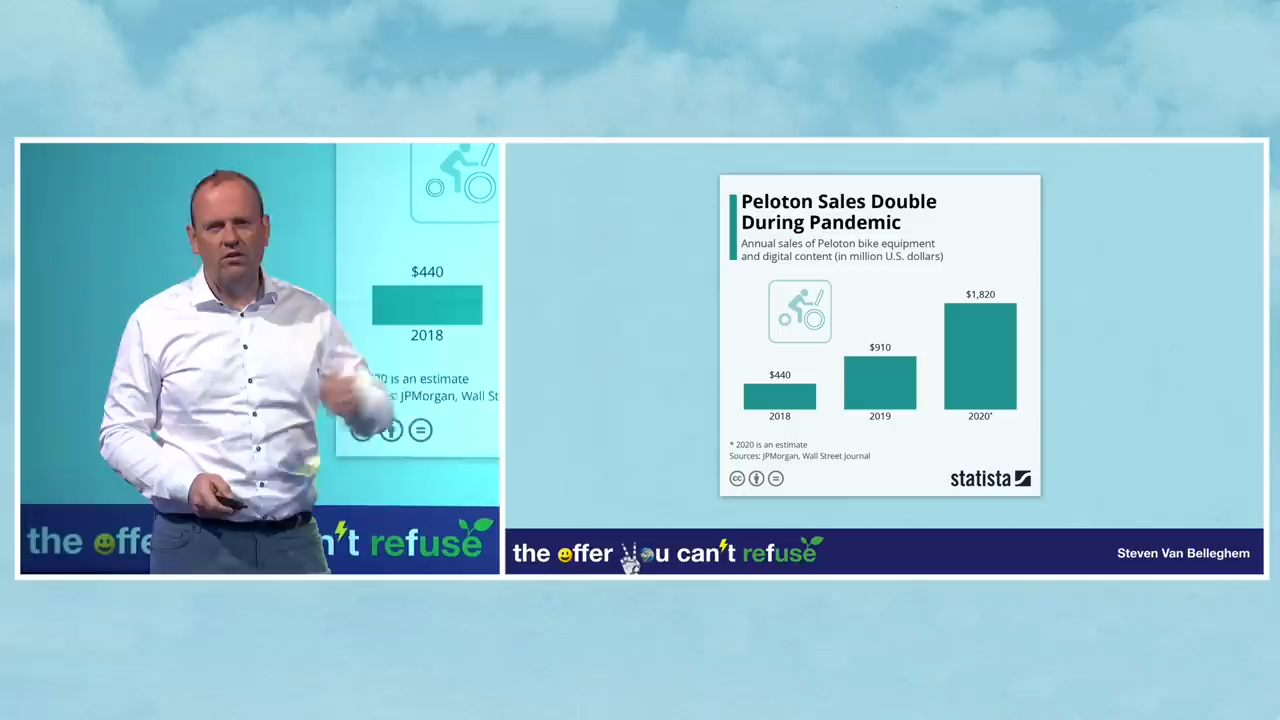 $440
2018
is an estimate
JPMorgan, Wall St
the offe
n't refuse
Peloton Sales Double
During Pandemic
Annual sales of Peloton bike equipment
and digital content (in million U.S. dollars)
$440
$910
$1,820
2018
2019
2020*
* 2020 is an estimate
Sources: JPMorgan, Wall Street Journal
cc
statista
the offer you can't refuse
Steven Van Belleghem